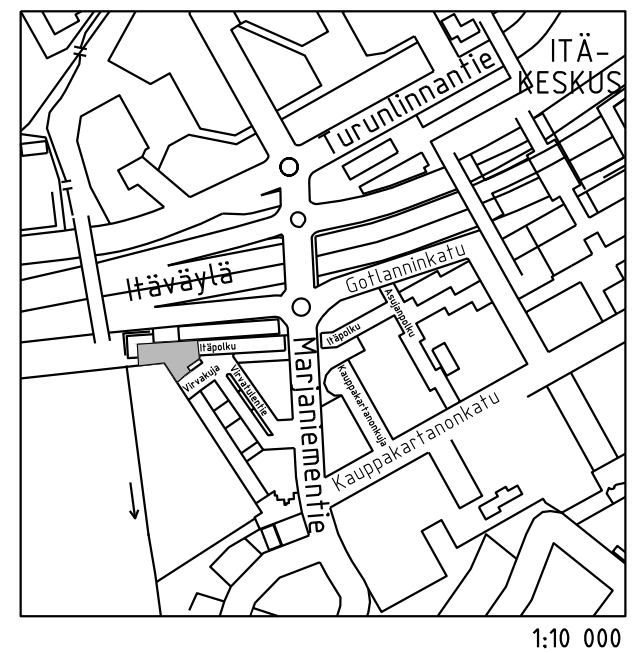 ITÄ-
KESKUS
Turunlinnantie
Gotlanninkatu
Itäväylä
Asujanpolku
Itäpolku
Itäpolku
Virvakuja
Virvatulentie
Marjaniementie
Kauppakartanonkuja
Kauppakartanonkatu
1:10 000